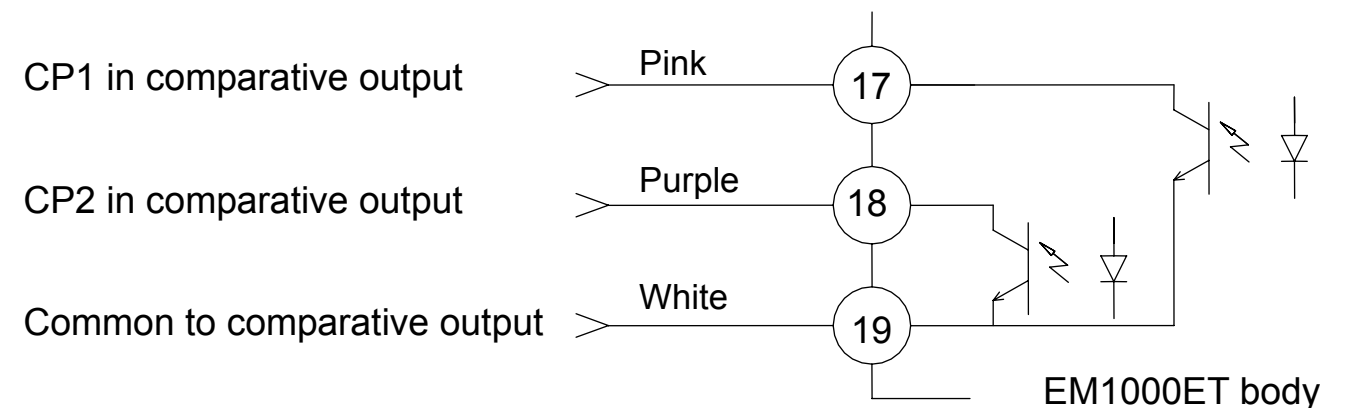 CP1 in comparative output
Pink
17
CP2 in comparative output
Purple
18
Common to comparative output
White
19
EM1000ET body